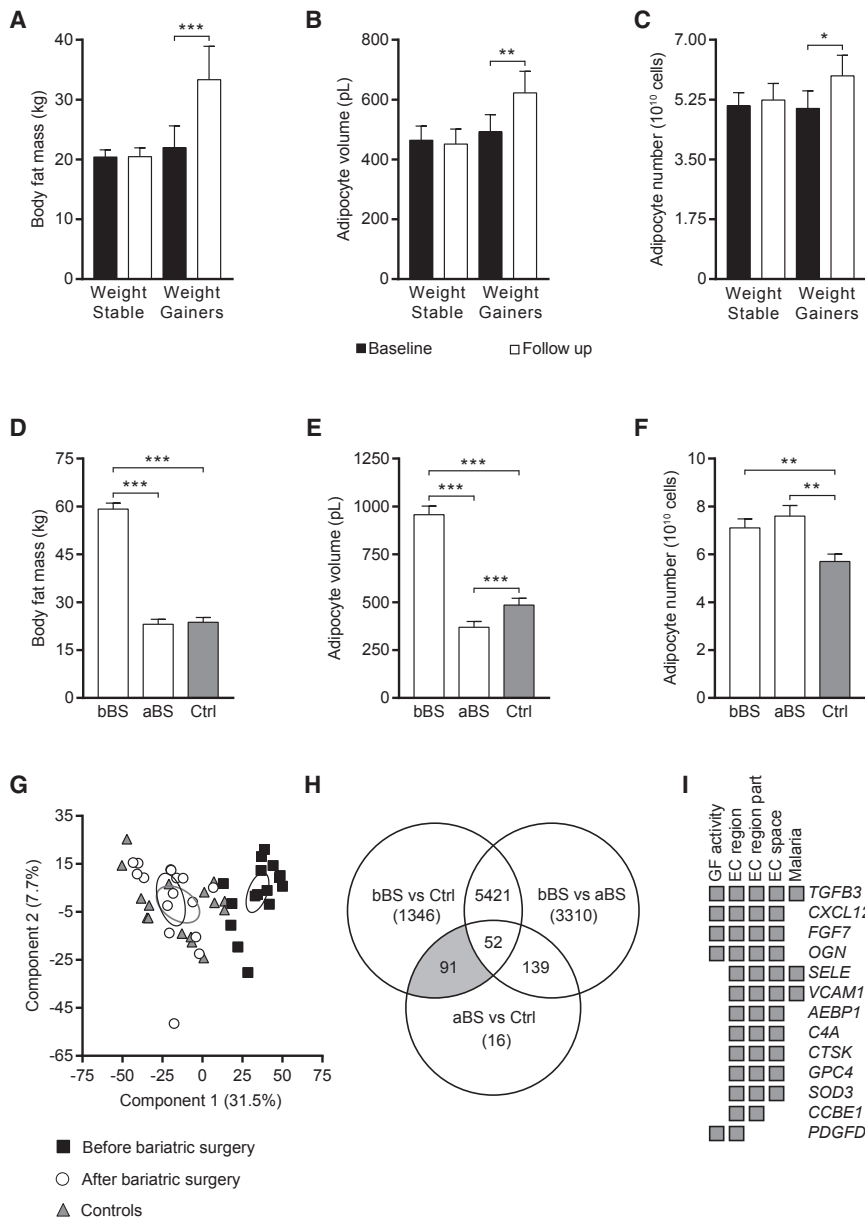 A
B
C
Body fat mass (kg)
40
30
20
10
0
***
Weight Stable
Weight Gainers
Adipocyte volume (pL)
800
600
400
200
0
**
Weight Stable
Weight Gainers
Adipocyte number (10¹⁰ cells)
7.00
5.25
3.50
1.75
0
*
Weight Stable
Weight Gainers
Baseline
Follow up
D
E
F
Body fat mass (kg)
75
60
45
30
15
0
***
***
bBS aBS Ctrl
Adipocyte volume (pL)
1250
1000
750
500
250
0
***
***
***
bBS aBS Ctrl
Adipocyte number (10¹⁰ cells)
10
8
6
4
2
0
**
**
bBS aBS Ctrl
G
H
I
Component 2 (7.7%)
35
15
-5
-25
-45
-65
-75 -50 -25 0 25 50 75
Component 1 (31.5%)
Before bariatric surgery
After bariatric surgery
Controls
bBS vs Ctrl
(1346)
5421
bBS vs aBS
(3310)
52
91
139
aBS vs Ctrl
(16)
GF activity
EC region
EC region part
EC space
Malaria
TGFB3
CXCL12
FGF7
OGN
SELE
VCAM1
AEBP1
C4A
CTSK
GPC4
SOD3
CCBE1
PDGFD